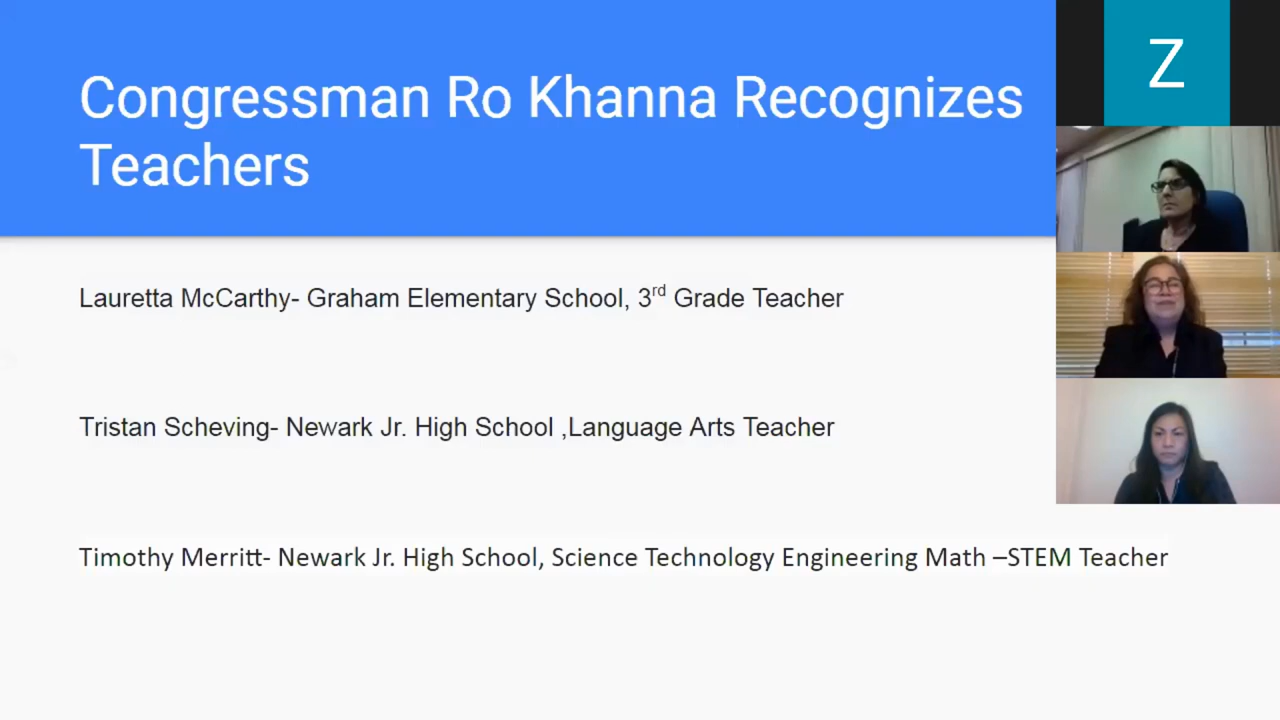 Congressman Ro Khanna Recognizes
Teachers
Z
Lauretta McCarthy- Graham Elementary School, 3rd Grade Teacher
Tristan Scheving- Newark Jr. High School ,Language Arts Teacher
Timothy Merritt- Newark Jr. High School, Science Technology Engineering Math –STEM Teacher